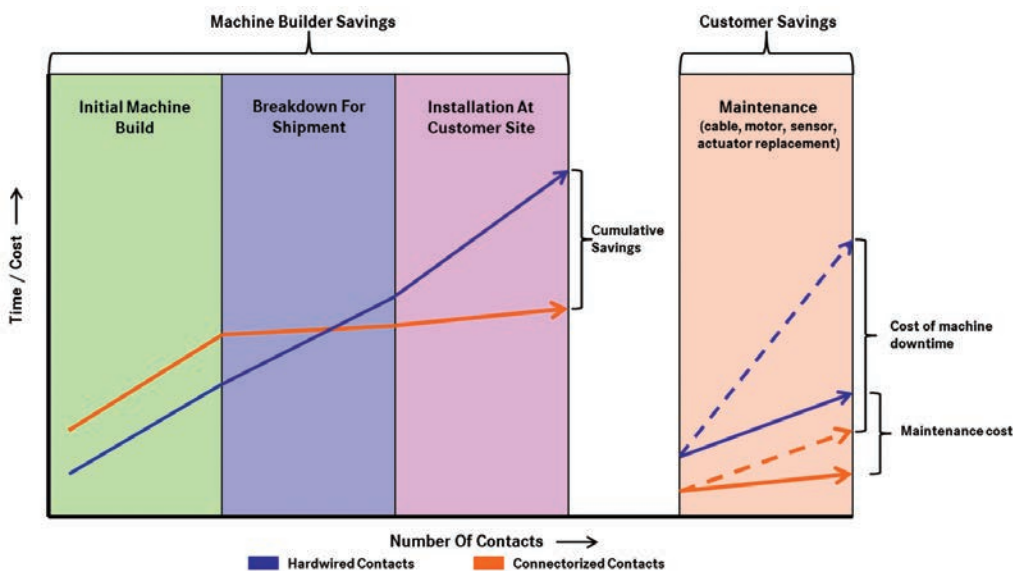 Machine Builder Savings
Customer Savings
Initial Machine
Build
Breakdown For
Shipment
Installation At
Customer Site
Maintenance
(cable, motor, sensor,
actuator replacement)
Time / Cost
Cumulative
Savings
Cost of machine
downtime
Maintenance cost
Number Of Contacts
Hardwired Contacts
Connectorized Contacts